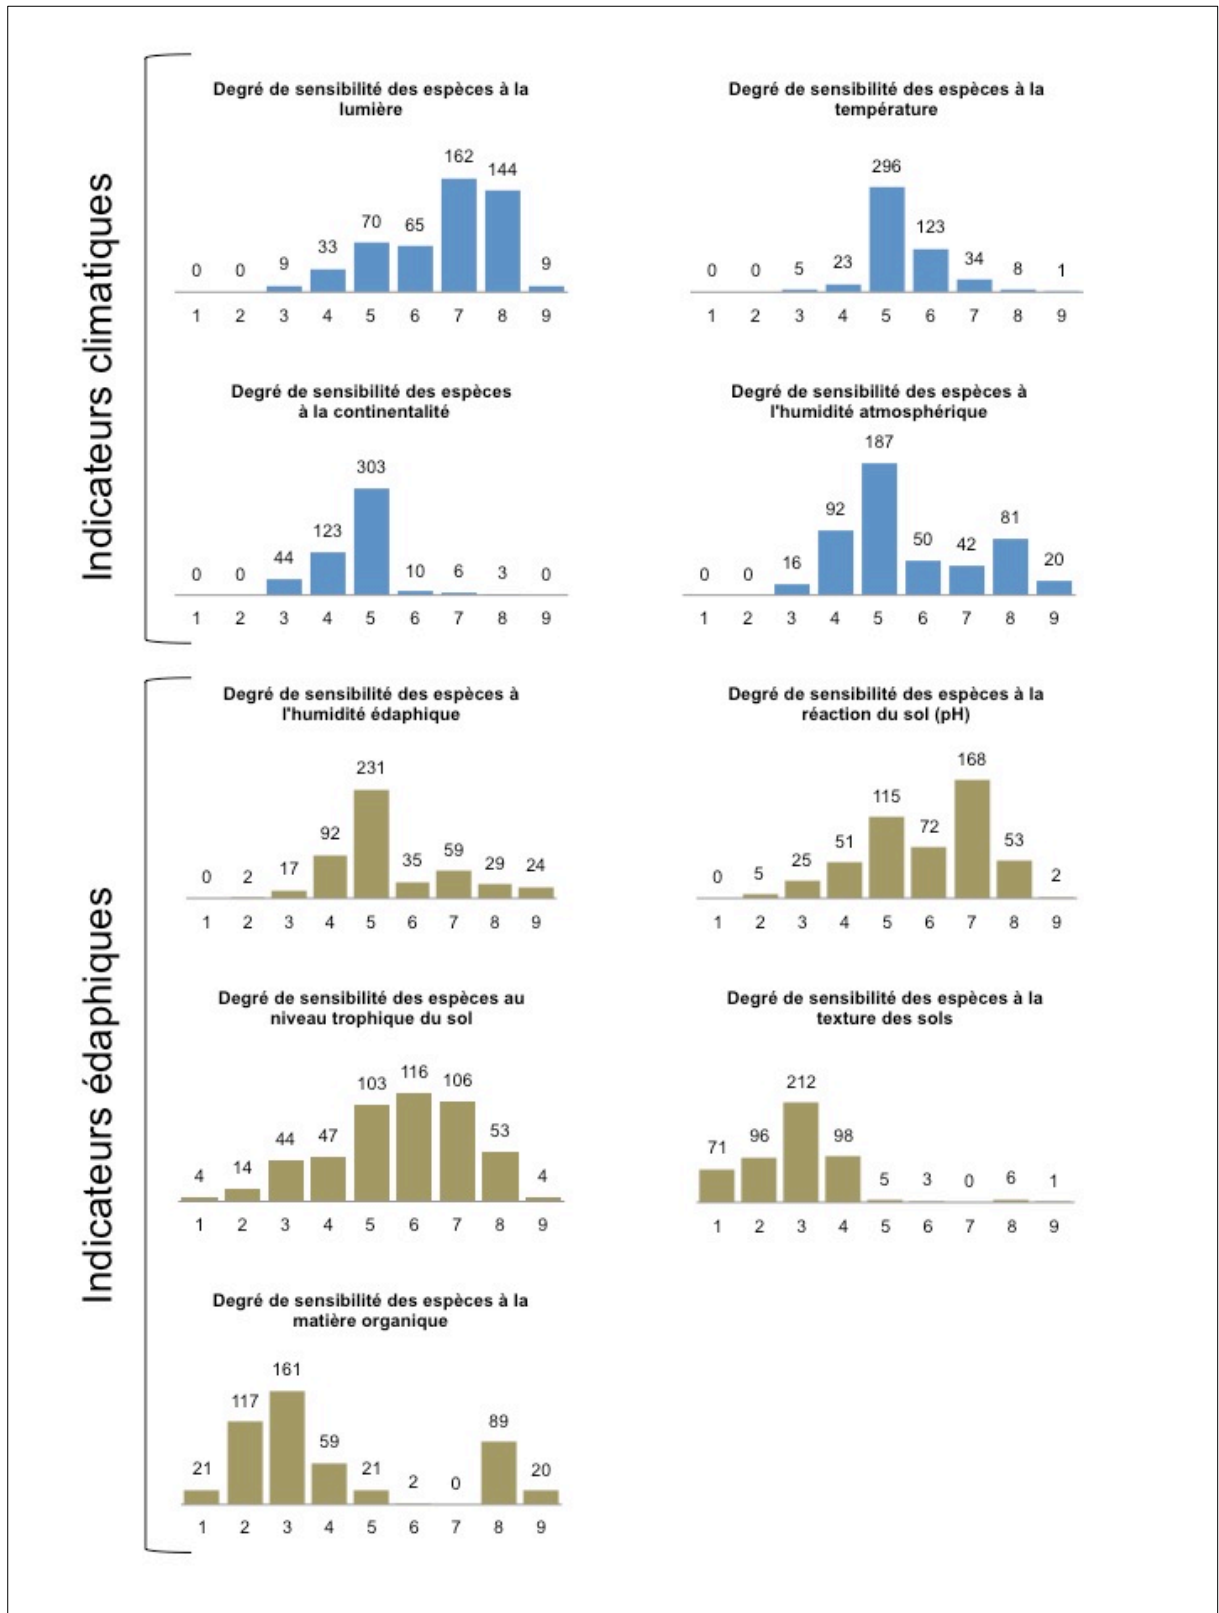 Indicateurs climatiques
Degré de sensibilité des espèces à la
lumière
0 0 9 33 70 65 162 144 9
1 2 3 4 5 6 7 8 9
Degré de sensibilité des espèces à la
température
0 0 5 23 296 123 34 8 1
1 2 3 4 5 6 7 8 9
Degré de sensibilité des espèces
à la continentalité
0 0 44 123 303 10 6 3 0
1 2 3 4 5 6 7 8 9
Degré de sensibilité des espèces à
l'humidité atmosphérique
0 0 16 92 187 50 42 81 20
1 2 3 4 5 6 7 8 9
Indicateurs édaphiques
Degré de sensibilité des espèces à
l'humidité édaphique
0 2 17 92 231 35 59 29 24
1 2 3 4 5 6 7 8 9
Degré de sensibilité des espèces à la
réaction du sol (pH)
0 5 25 51 115 72 168 53 2
1 2 3 4 5 6 7 8 9
Degré de sensibilité des espèces au
niveau trophique du sol
4 14 44 47 103 116 106 53 4
1 2 3 4 5 6 7 8 9
Degré de sensibilité des espèces à la
texture des sols
71 96 212 98 5 3 0 6 1
1 2 3 4 5 6 7 8 9
Degré de sensibilité des espèces à la
matière organique
21 117 161 59 21 2 0 89 20
1 2 3 4 5 6 7 8 9